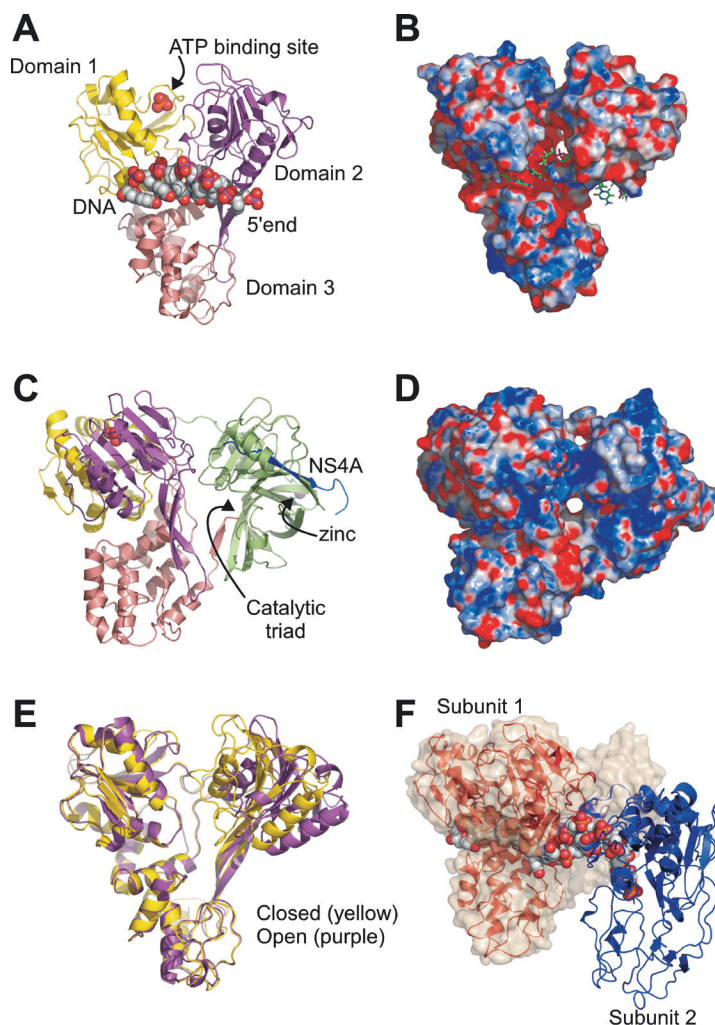 A
ATP binding site
Domain 1
Domain 2
DNA
5'end
Domain 3
B
C
NS4A
zinc
Catalytic
triad
D
E
Closed (yellow)
Open (purple)
F
Subunit 1
Subunit 2